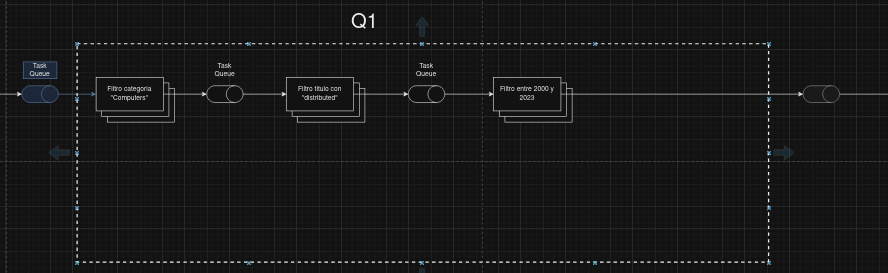 Q1
Task
Queue
Filtro categoria
"Computers"
Task
Queue
Filtro titulo con
"distributed"
Task
Queue
Filtro entre 2000 y
2023